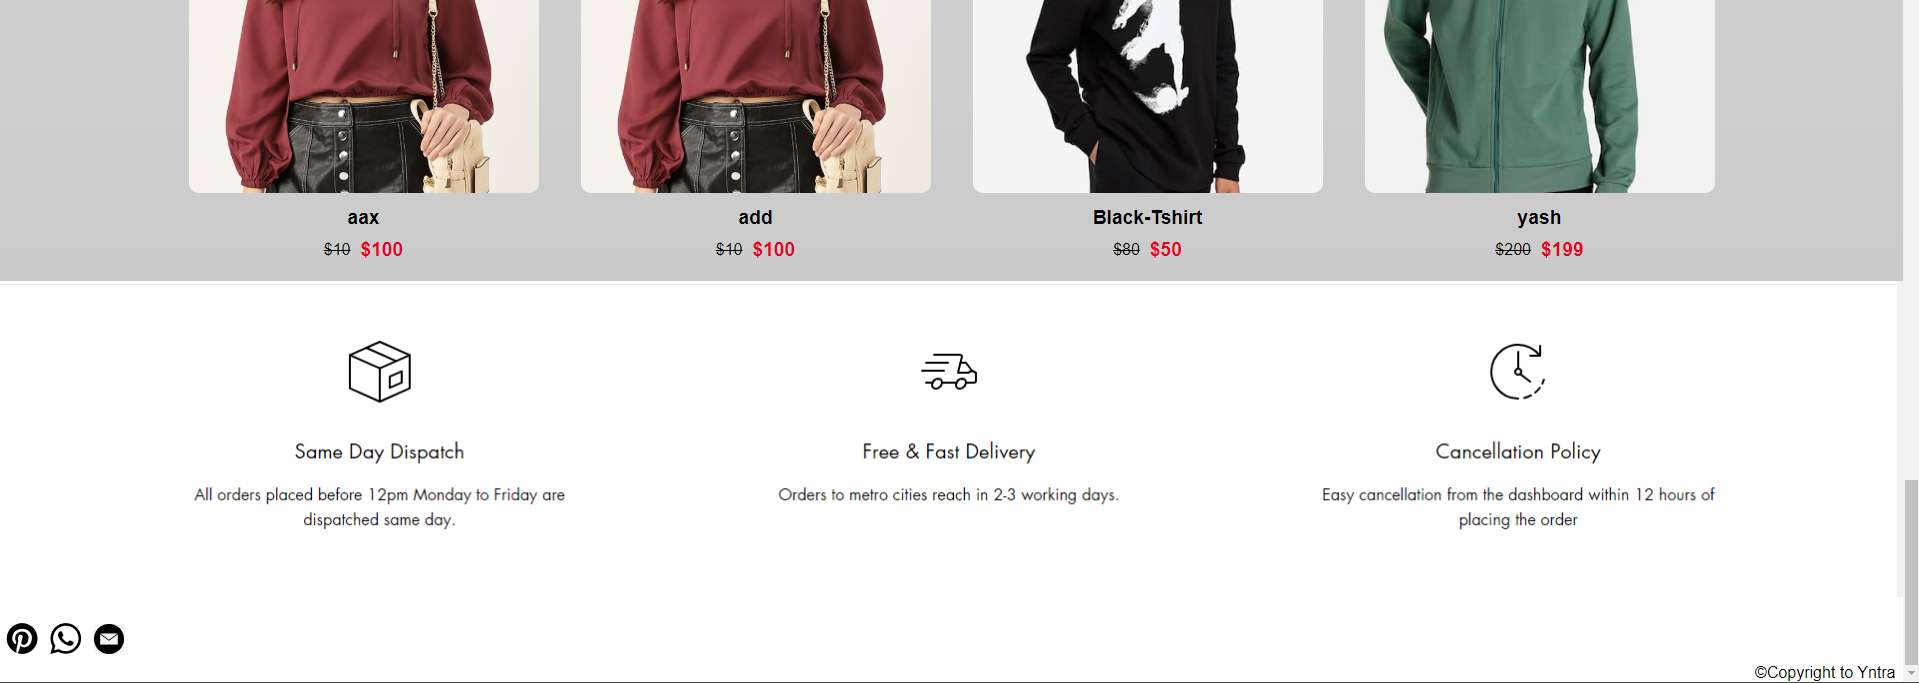 aax
$10 $100
add
$10 $100
Black-Tshirt
$80 $50
yash
$200 $199
Same Day Dispatch
All orders placed before 12pm Monday to Friday are
dispatched same day.
Free & Fast Delivery
Orders to metro cities reach in 2-3 working days.
Cancellation Policy
Easy cancellation from the dashboard within 12 hours of
placing the order
©Copyright to Yntra